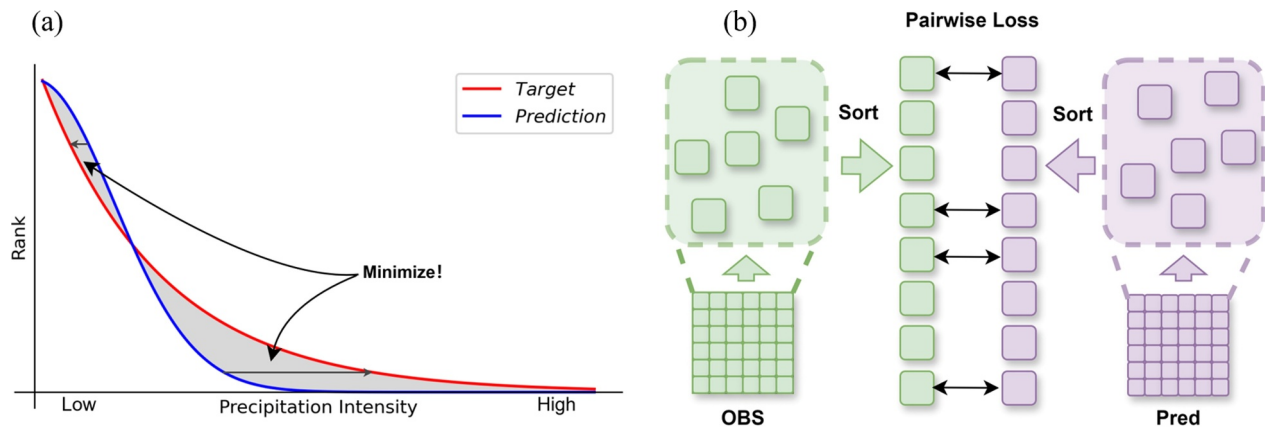 (a)
Target
Prediction
Rank
Minimize!
Low
Precipitation Intensity
High
(b)
Pairwise Loss
Sort
Sort
OBS
Pred